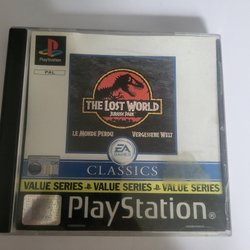 PlayStation
PAL
THE LOST WORLD
JURASSIC PARK
LE MONDE PERDU VERGESSENE WELT
EA
GAMES
CLASSICS
VALUE SERIES VALUE SERIES VALUE SERIES
PlayStation®